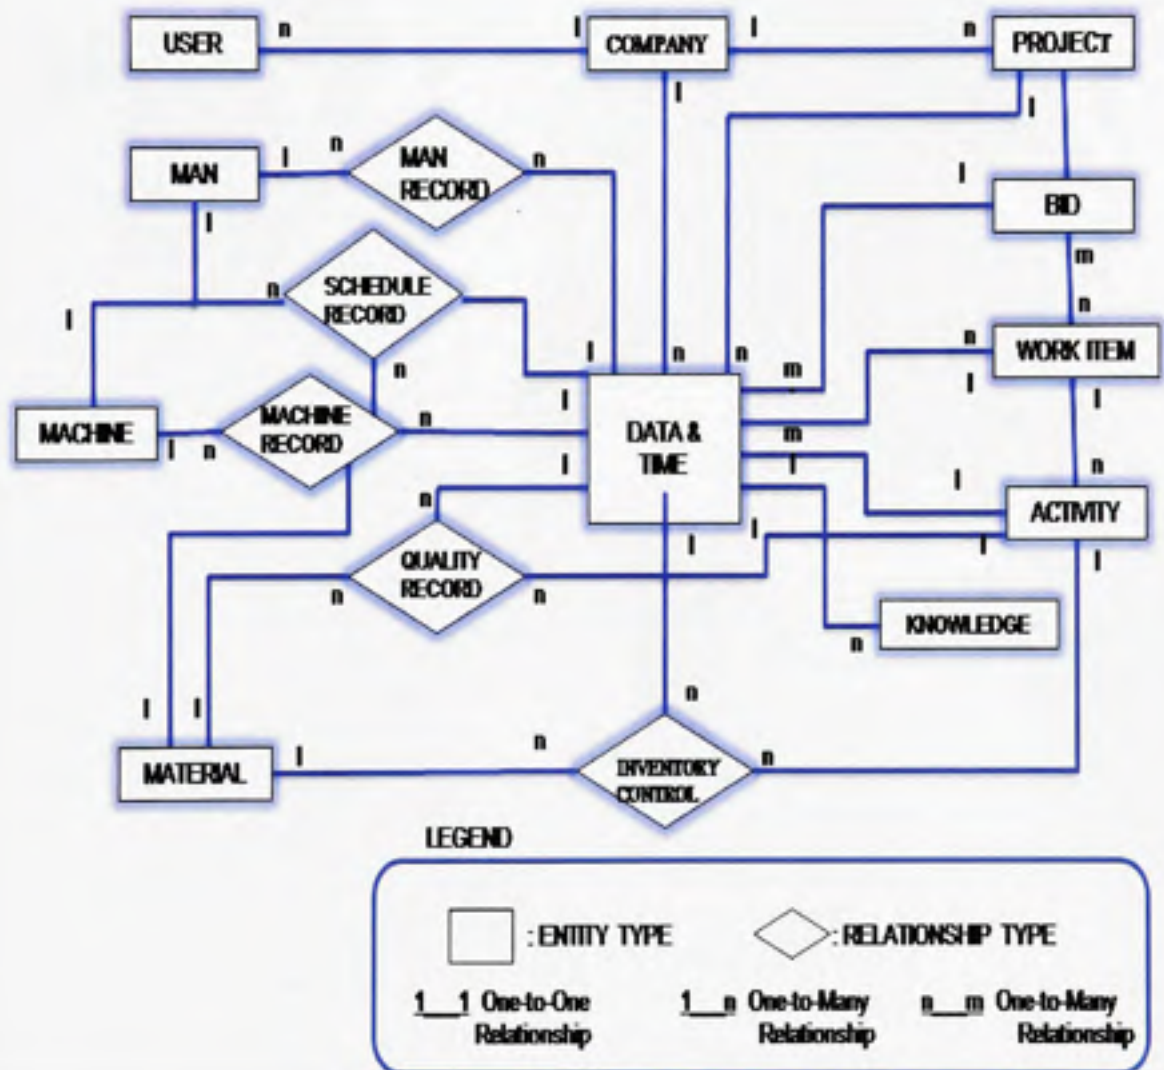 USER
n
1
COMPANY
1
n
PROJECT
1
1
MAN
1
n
MAN
RECORD
n
1
BID
1
m
n
SCHEDULE
RECORD
n
n
1
1
n
n
m
n
WORK ITEM
1
1
MACHINE
1
n
MACHINE
RECORD
n
1
DATA &
TIME
m
1
1
n
1
ACTIVITY
n
1
1
1
1
QUALITY
RECORD
n
n
KNOWLEDGE
n
1
1
n
MATERIAL
1
n
INVENTORY
CONTROL
n
LEGEND
: ENTITY TYPE
: RELATIONSHIP TYPE
1__1 One-to-One
Relationship
1__n One-to-Many
Relationship
n__m One-to-Many
Relationship